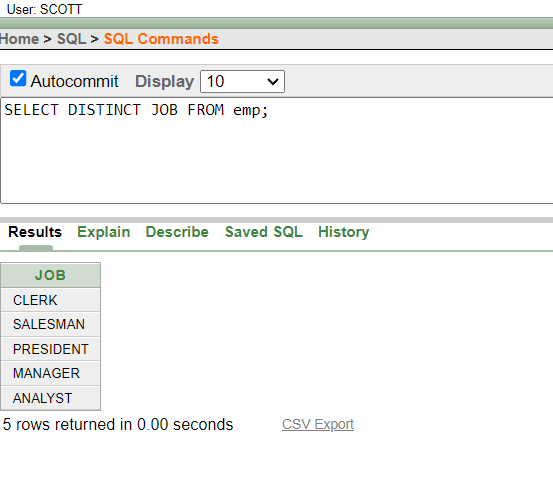 User: SCOTT
Home > SQL > SQL Commands
Autocommit Display 10
SELECT DISTINCT JOB FROM emp;
Results Explain Describe Saved SQL History
JOB
CLERK
SALESMAN
PRESIDENT
MANAGER
ANALYST
5 rows returned in 0.00 seconds CSV Export